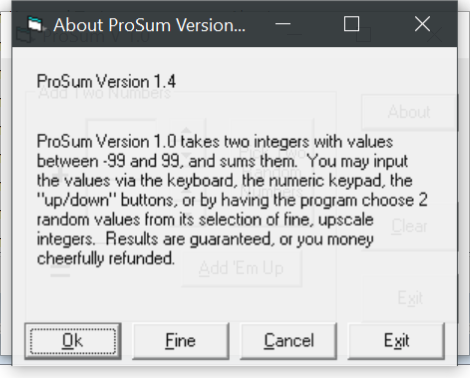 About ProSum Version...
ProSum Version 1.4
Add Two Numbers
About
ProSum Version 1.0 takes two integers with values
between -99 and 99, and sums them. You may input
the values via the keyboard, the numeric keypad, the
"up/down" buttons, or by having the program choose 2
random values from its selection of fine, upscale
integers. Results are guaranteed, or you money
cheerfully refunded.
Clear
Add 'Em Up
Exit
Ok
Fine
Cancel
Exit